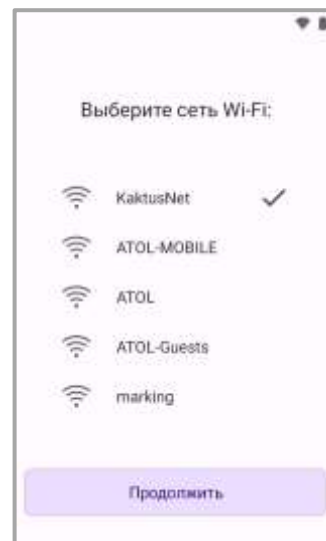 Выберите сеть Wi-Fi:
KaktusNet
ATOL-MOBILE
ATOL
ATOL-Guests
marking
Продолжить